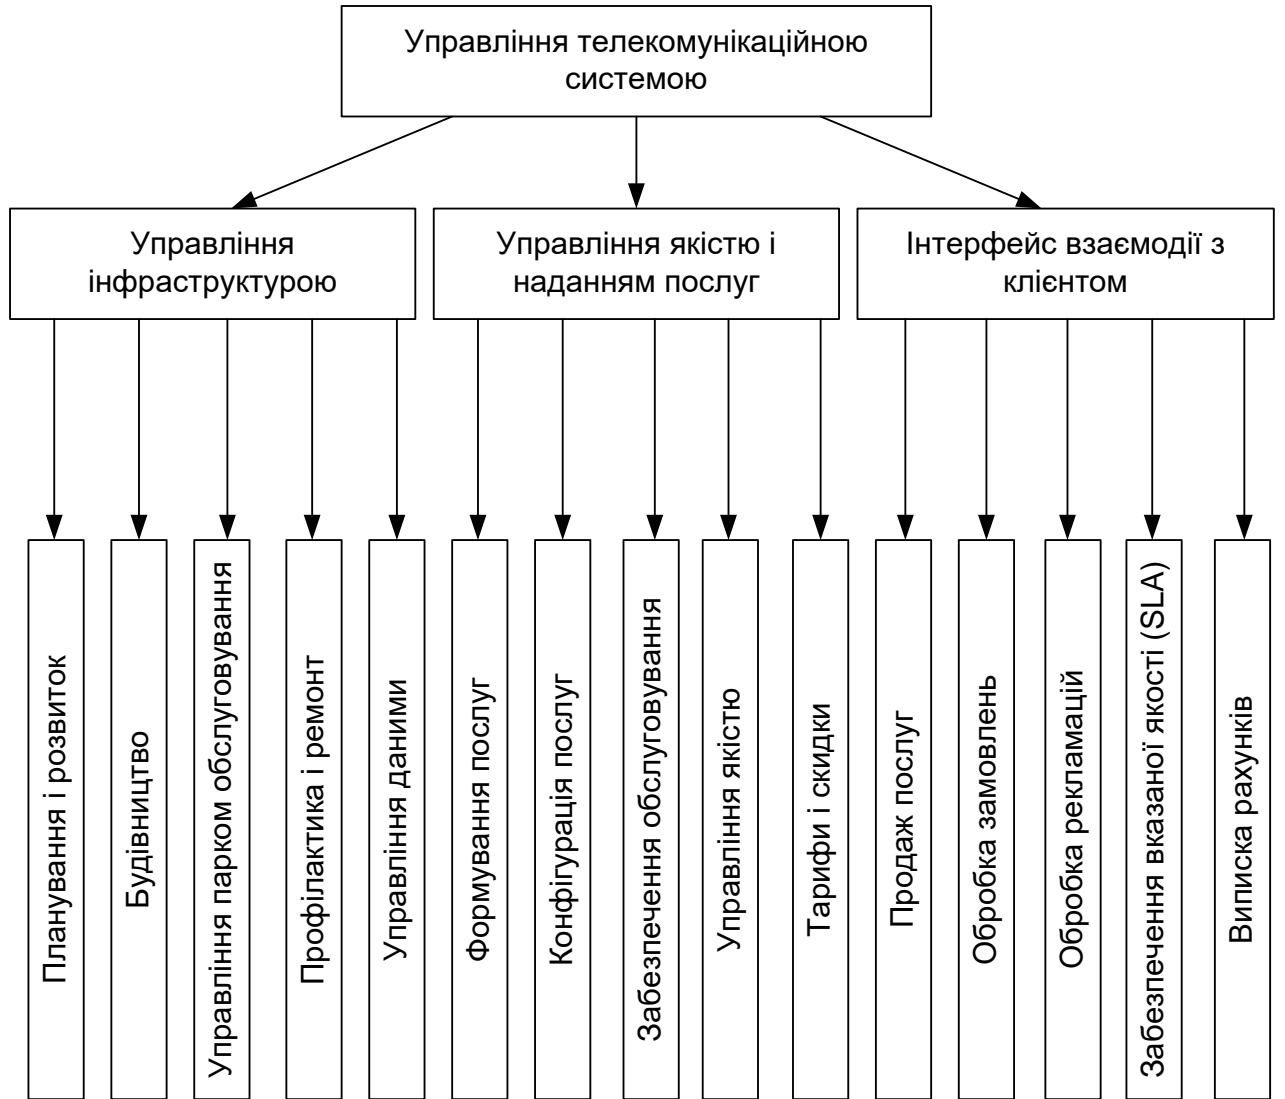 Управління телекомунікаційною
системою
Управління
інфраструктурою
Управління якістю і
наданням послуг
Інтерфейс взаємодії з
клієнтом
Планування і розвиток
Будівництво
Управління парком обслуговування
Профілактика і ремонт
Управління даними
Формування послуг
Конфігурація послуг
Забезпечення обслуговування
Управління якістю
Тарифи і скидки
Продаж послуг
Обробка замовлень
Обробка рекламацій
Забезпечення вказаної якості (SLA)
Виписка рахунків